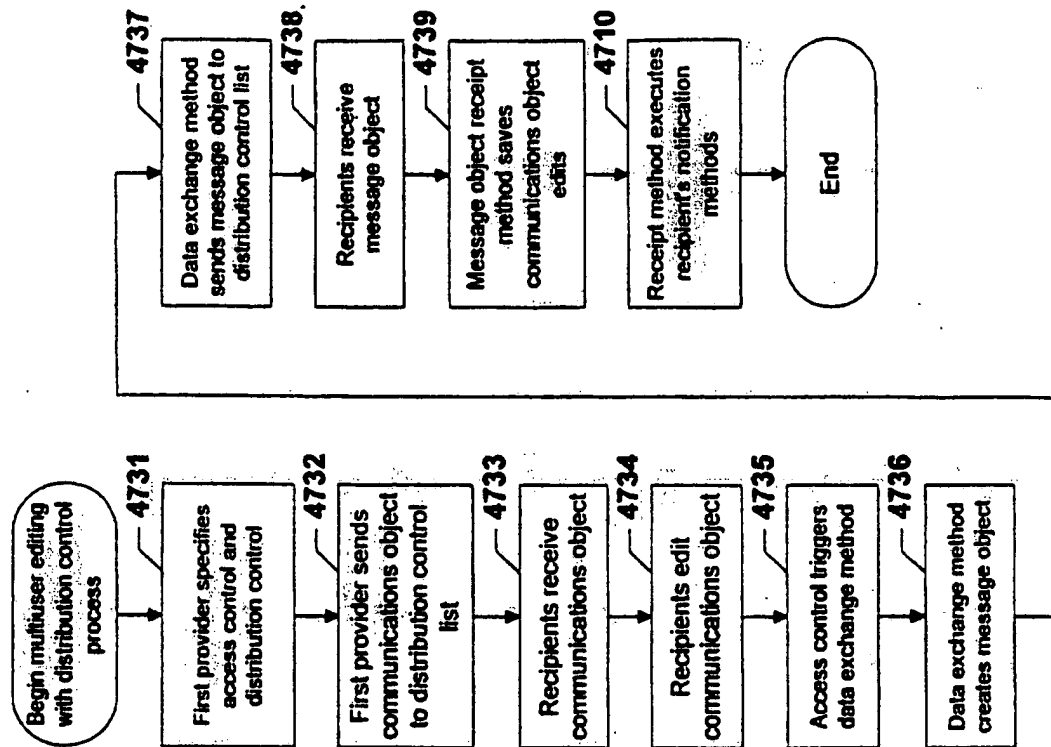 Begin multiuser editing
with distribution control
process
4731
First provider specifies
access control and
distribution control
4732
First provider sends
communications object
to distribution control
list
4733
Recipients receive
communications object
4734
Recipients edit
communications object
4735
Access control triggers
data exchange method
4736
Data exchange method
creates message object
4737
Data exchange method
sends message object to
distribution control list
4738.
Recipients receive
message object
4739
Message object receipt
method saves
communications object
edits
4710
Receipt method executes
recipient's notification
methods
End